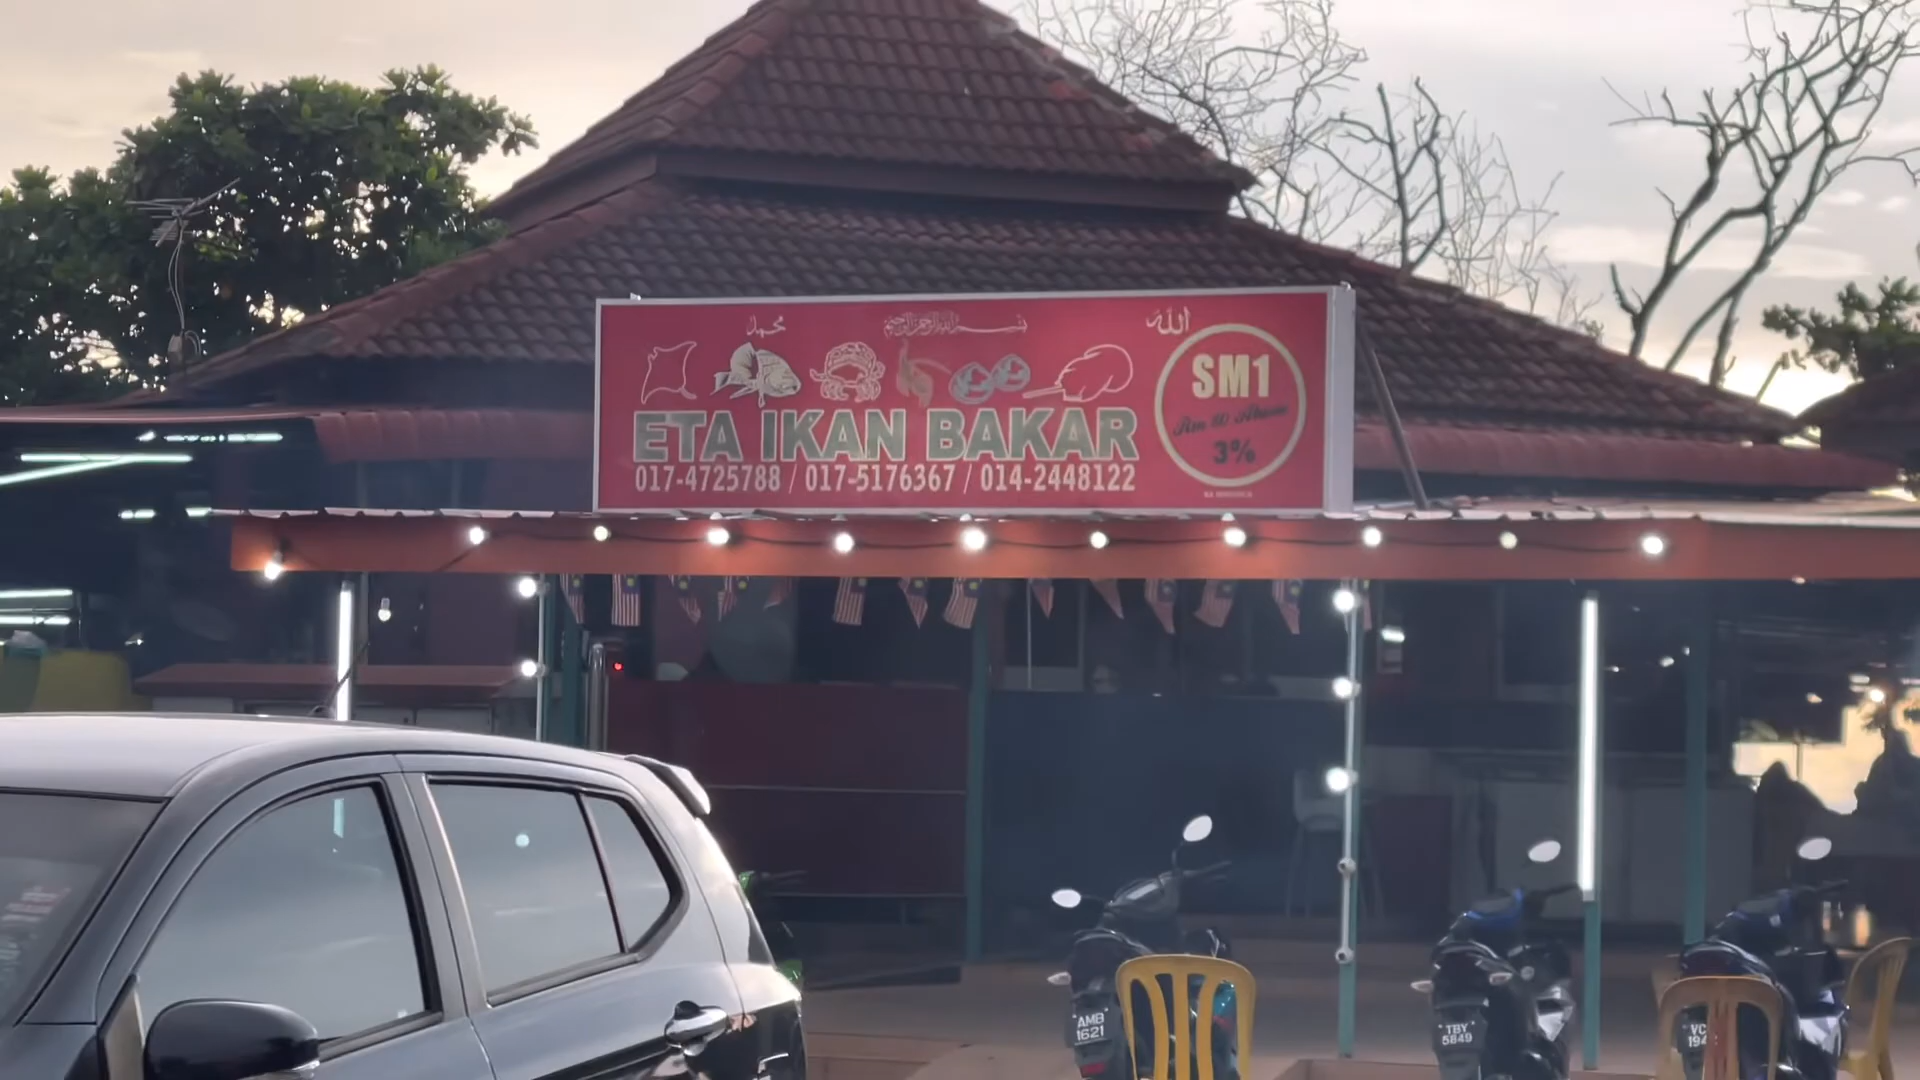 محمد
بسم الله الرحمن الرحيم
الله
ETA IKAN BAKAR
017-4725788 / 017-5176367 / 014-2448122
SM1
3%
AMB
1621
TBY
5849
VC